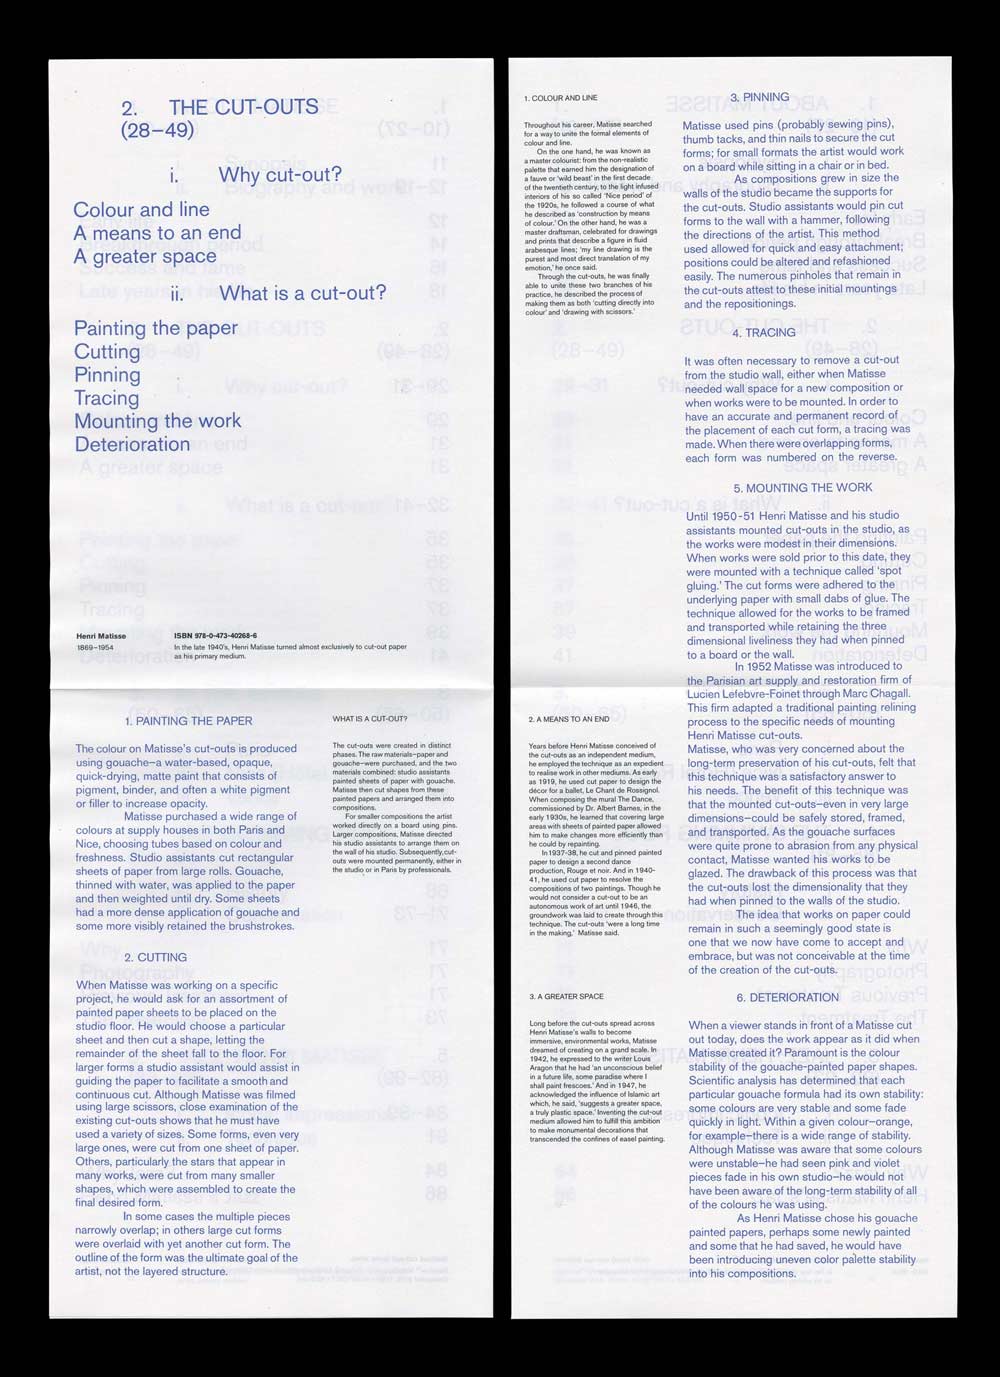 2. THE CUT-OUTS
(28–49)
i. Why cut-out?
Colour and line
A means to an end
A greater space
ii. What is a cut-out?
Painting the paper
Cutting
Pinning
Tracing
Mounting the work
Deterioration
Henri Matisse
1869–1954
ISBN 978-0-473-40268-6
In the late 1940's, Henri Matisse turned almost exclusively to cut-out paper
as his primary medium.
1. PAINTING THE PAPER
The colour on Matisse's cut-outs is produced
using gouache–a water-based, opaque,
quick-drying, matte paint that consists of
pigment, binder, and often a white pigment
or filler to increase opacity.
Matisse purchased a wide range of
colours at supply houses in both Paris and
Nice, choosing tubes based on colour and
freshness. Studio assistants cut rectangular
sheets of paper from large rolls. Gouache,
thinned with water, was applied to the paper
and then weighted until dry. Some sheets
had a more dense application of gouache and
some more visibly retained the brushstrokes.
2. CUTTING
When Matisse was working on a specific
project, he would ask for an assortment of
painted paper sheets to be placed on the
studio floor. He would choose a particular
sheet and then cut a shape, letting the
remainder of the sheet fall to the floor. For
larger forms a studio assistant would assist in
guiding the paper to facilitate a smooth and
continuous cut. Although Matisse was filmed
using large scissors, close examination of the
existing cut-outs shows that he must have
used a variety of sizes. Some forms, even very
large ones, were cut from one sheet of paper.
Others, particularly the stars that appear in
many works, were cut from many smaller
shapes, which were assembled to create the
final desired form.
In some cases the multiple pieces
narrowly overlap; in others large cut forms
were overlaid with yet another cut form. The
outline of the form was the ultimate goal of the
artist, not the layered structure.
WHAT IS A CUT-OUT?
The cut-outs were created in distinct
phases. The raw materials–paper and
gouache–were purchased, and the two
materials combined: studio assistants
painted sheets of paper with gouache.
Matisse then cut shapes from these
painted papers and arranged them into
compositions.
For smaller compositions the artist
worked directly on a board using pins.
Larger compositions, Matisse directed
his studio assistants to arrange them on
the wall of his studio. Subsequently,cut-
outs were mounted permanently, either in
the studio or in Paris by professionals.
1. COLOUR AND LINE
Throughout his career, Matisse searched
for a way to unite the formal elements of
colour and line.
On the one hand, he was known as
a master colourist: from the non-realistic
palette that earned him the designation of
a fauve or 'wild beast' in the first decade
of the twentieth century, to the light infused
interiors of his so called 'Nice period' of
the 1920s, he followed a course of what
he described as 'construction by means
of colour.' On the other hand, he was a
master draftsman, celebrated for drawings
and prints that describe a figure in fluid
arabesque lines; 'my line drawing is the
purest and most direct translation of my
emotion,' he once said.
Through the cut-outs, he was finally
able to unite these two branches of his
practice, he described the process of
making them as both 'cutting directly into
colour' and 'drawing with scissors.'
2. A MEANS TO AN END
Years before Henri Matisse conceived of
the cut-outs as an independent medium,
he employed the technique as an expedient
to realise work in other mediums. As early
as 1919, he used cut paper to design the
décor for a ballet, Le Chant de Rossignol.
When composing the mural The Dance,
commissioned by Dr. Albert Barnes, in the
early 1930s, he learned that covering large
areas with sheets of painted paper allowed
him to make changes more efficiently than
he could by repainting.
In 1937-38, he cut and pinned painted
paper to design a second dance
production, Rouge et noir. And in 1940-
41, he used cut paper to resolve the
compositions of two paintings. Though he
would not consider a cut-out to be an
autonomous work of art until 1946, the
groundwork was laid to create through this
technique. The cut-outs 'were a long time
in the making,' Matisse said.
3. A GREATER SPACE
Long before the cut-outs spread across
Henri Matisse's walls to become
immersive, environmental works, Matisse
dreamed of creating on a grand scale. In
1942, he expressed to the writer Louis
Aragon that he had 'an unconscious belief
in a future life, some paradise where I
shall paint frescoes.' And in 1947, he
acknowledged the influence of Islamic art
which, he said, 'suggests a greater space,
a truly plastic space.' Inventing the cut-out
medium allowed him to fulfill this ambition
to make monumental decorations that
transcended the confines of easel painting.
3. PINNING
Matisse used pins (probably sewing pins),
thumb tacks, and thin nails to secure the cut
forms; for small formats the artist would work
on a board while sitting in a chair or in bed.
As compositions grew in size the
walls of the studio became the supports for
the cut-outs. Studio assistants would pin cut
forms to the wall with a hammer, following
the directions of the artist. This method
used allowed for quick and easy attachment;
positions could be altered and refashioned
easily. The numerous pinholes that remain in
the cut-outs attest to these initial mountings
and the repositionings.
4. TRACING
It was often necessary to remove a cut-out
from the studio wall, either when Matisse
needed wall space for a new composition or
when works were to be mounted. In order to
have an accurate and permanent record of
the placement of each cut form, a tracing was
made. When there were overlapping forms,
each form was numbered on the reverse.
5. MOUNTING THE WORK
Until 1950-51 Henri Matisse and his studio
assistants mounted cut-outs in the studio, as
the works were modest in their dimensions.
When works were sold prior to this date, they
were mounted with a technique called 'spot
gluing.' The cut forms were adhered to the
underlying paper with small dabs of glue. The
technique allowed for the works to be framed
and transported while retaining the three
dimensional liveliness they had when pinned
to a board or the wall.
In 1952 Matisse was introduced to
the Parisian art supply and restoration firm of
Lucien Lefebvre-Foinet through Marc Chagall.
This firm adapted a traditional painting relining
process to the specific needs of mounting
Henri Matisse cut-outs.
Matisse, who was very concerned about the
long-term preservation of his cut-outs, felt that
this technique was a satisfactory answer to
his needs. The benefit of this technique was
that the mounted cut-outs–even in very large
dimensions–could be safely stored, framed,
and transported. As the gouache surfaces
were quite prone to abrasion from any physical
contact, Matisse wanted his works to be
glazed. The drawback of this process was that
the cut-outs lost the dimensionality that they
had when pinned to the walls of the studio.
The idea that works on paper could
remain in such a seemingly good state is
one that we now have come to accept and
embrace, but was not conceivable at the time
of the creation of the cut-outs.
6. DETERIORATION
When a viewer stands in front of a Matisse cut
out today, does the work appear as it did when
Matisse created it? Paramount is the colour
stability of the gouache-painted paper shapes.
Scientific analysis has determined that each
particular gouache formula had its own stability:
some colours are very stable and some fade
quickly in light. Within a given colour–orange,
for example–there is a wide range of stability.
Although Matisse was aware that some colours
were unstable–he had seen pink and violet
pieces fade in his own studio–he would not
have been aware of the long-term stability of all
of the colours he was using.
As Henri Matisse chose his gouache
painted papers, perhaps some newly painted
and some that he had saved, he would have
been introducing uneven color palette stability
into his compositions.